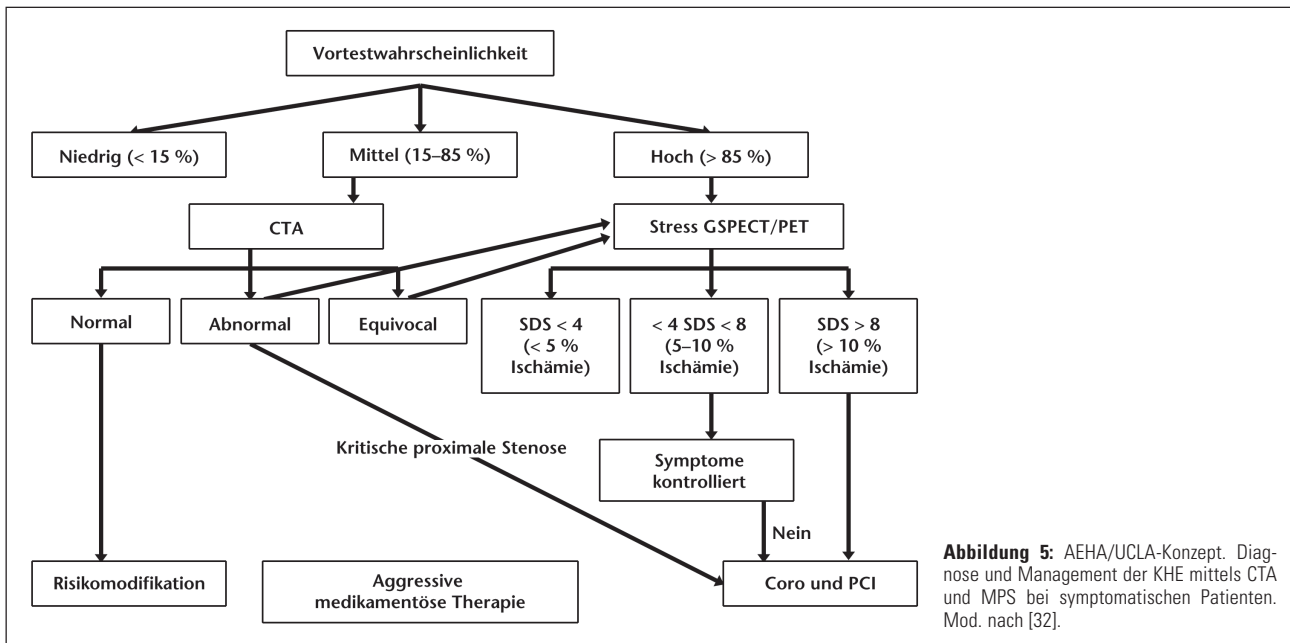 Vortestwahrscheinlichkeit
Niedrig (< 15 %)
Mittel (15–85 %)
Hoch (> 85 %)
CTA
Stress GSPECT/PET
Normal
Abnormal
Equivocal
SDS < 4
(< 5 %
Ischämie)
< 4 SDS < 8
(5–10 %
Ischämie)
SDS > 8
(> 10 %
Ischämie)
Kritische proximale Stenose
Symptome
kontrolliert
Nein
Risikomodifikation
Aggressive
medikamentöse Therapie
Coro und PCI
Abbildung 5: AEHA/UCLA-Konzept. Diag-
nose und Management der KHE mittels CTA
und MPS bei symptomatischen Patienten.
Mod. nach [32].